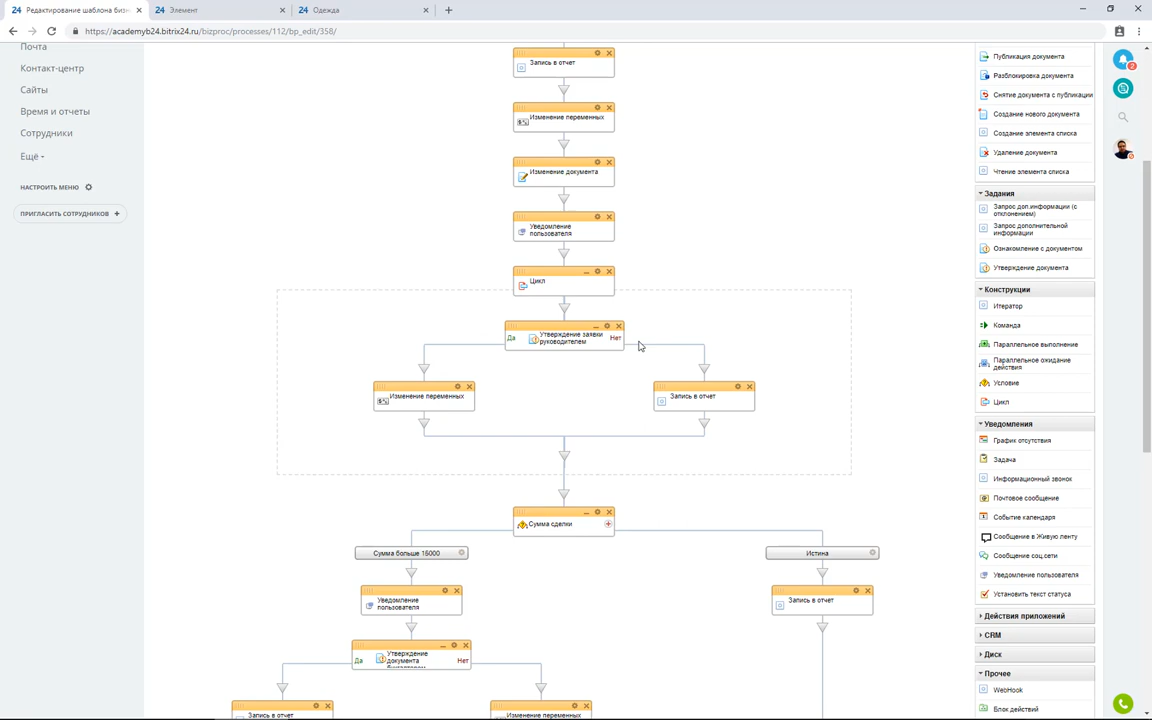 24 Редактирование шаблона бизн
24 Элемент
24 Одежда
https://academyb24.bitrix24.ru/bizproc/processes/112/bp_edit/358/
Почта
Контакт-центр
Сайты
Время и отчеты
Сотрудники
Ещё
НАСТРОИТЬ МЕНЮ
ПРИГЛАСИТЬ СОТРУДНИКОВ +
Запись в отчет
Изменение переменных
Изменение документа
Уведомление
пользователя
Цикл
Да
Утверждение заявки
руководителем
Нет
Изменение переменных
Запись в отчет
Сумма сделки
Сумма больше 15000
Истина
Уведомление
пользователя
Запись в отчет
Да
Утверждение
документа
бухгалтером
Нет
Запись в отчет
Изменение переменных
Публикация документа
Разблокировка документа
Снятие документа с публикации
Создание нового документа
Создание элемента списка
Удаление документа
Чтение элемента списка
Задания
Запрос доп.информации (с
отклонением)
Запрос дополнительной
информации
Ознакомление с документом
Утверждение документа
Конструкции
Итератор
Команда
Параллельное выполнение
Параллельное ожидание
действия
Условие
Цикл
Уведомления
График отсутствия
Задача
Информационный звонок
Почтовое сообщение
Событие календаря
Сообщение в Живую ленту
Сообщение соц.сети
Уведомление пользователя
Установить текст статуса
Действия приложений
CRM
Диск
Прочее
WebHook
Блок действий
2